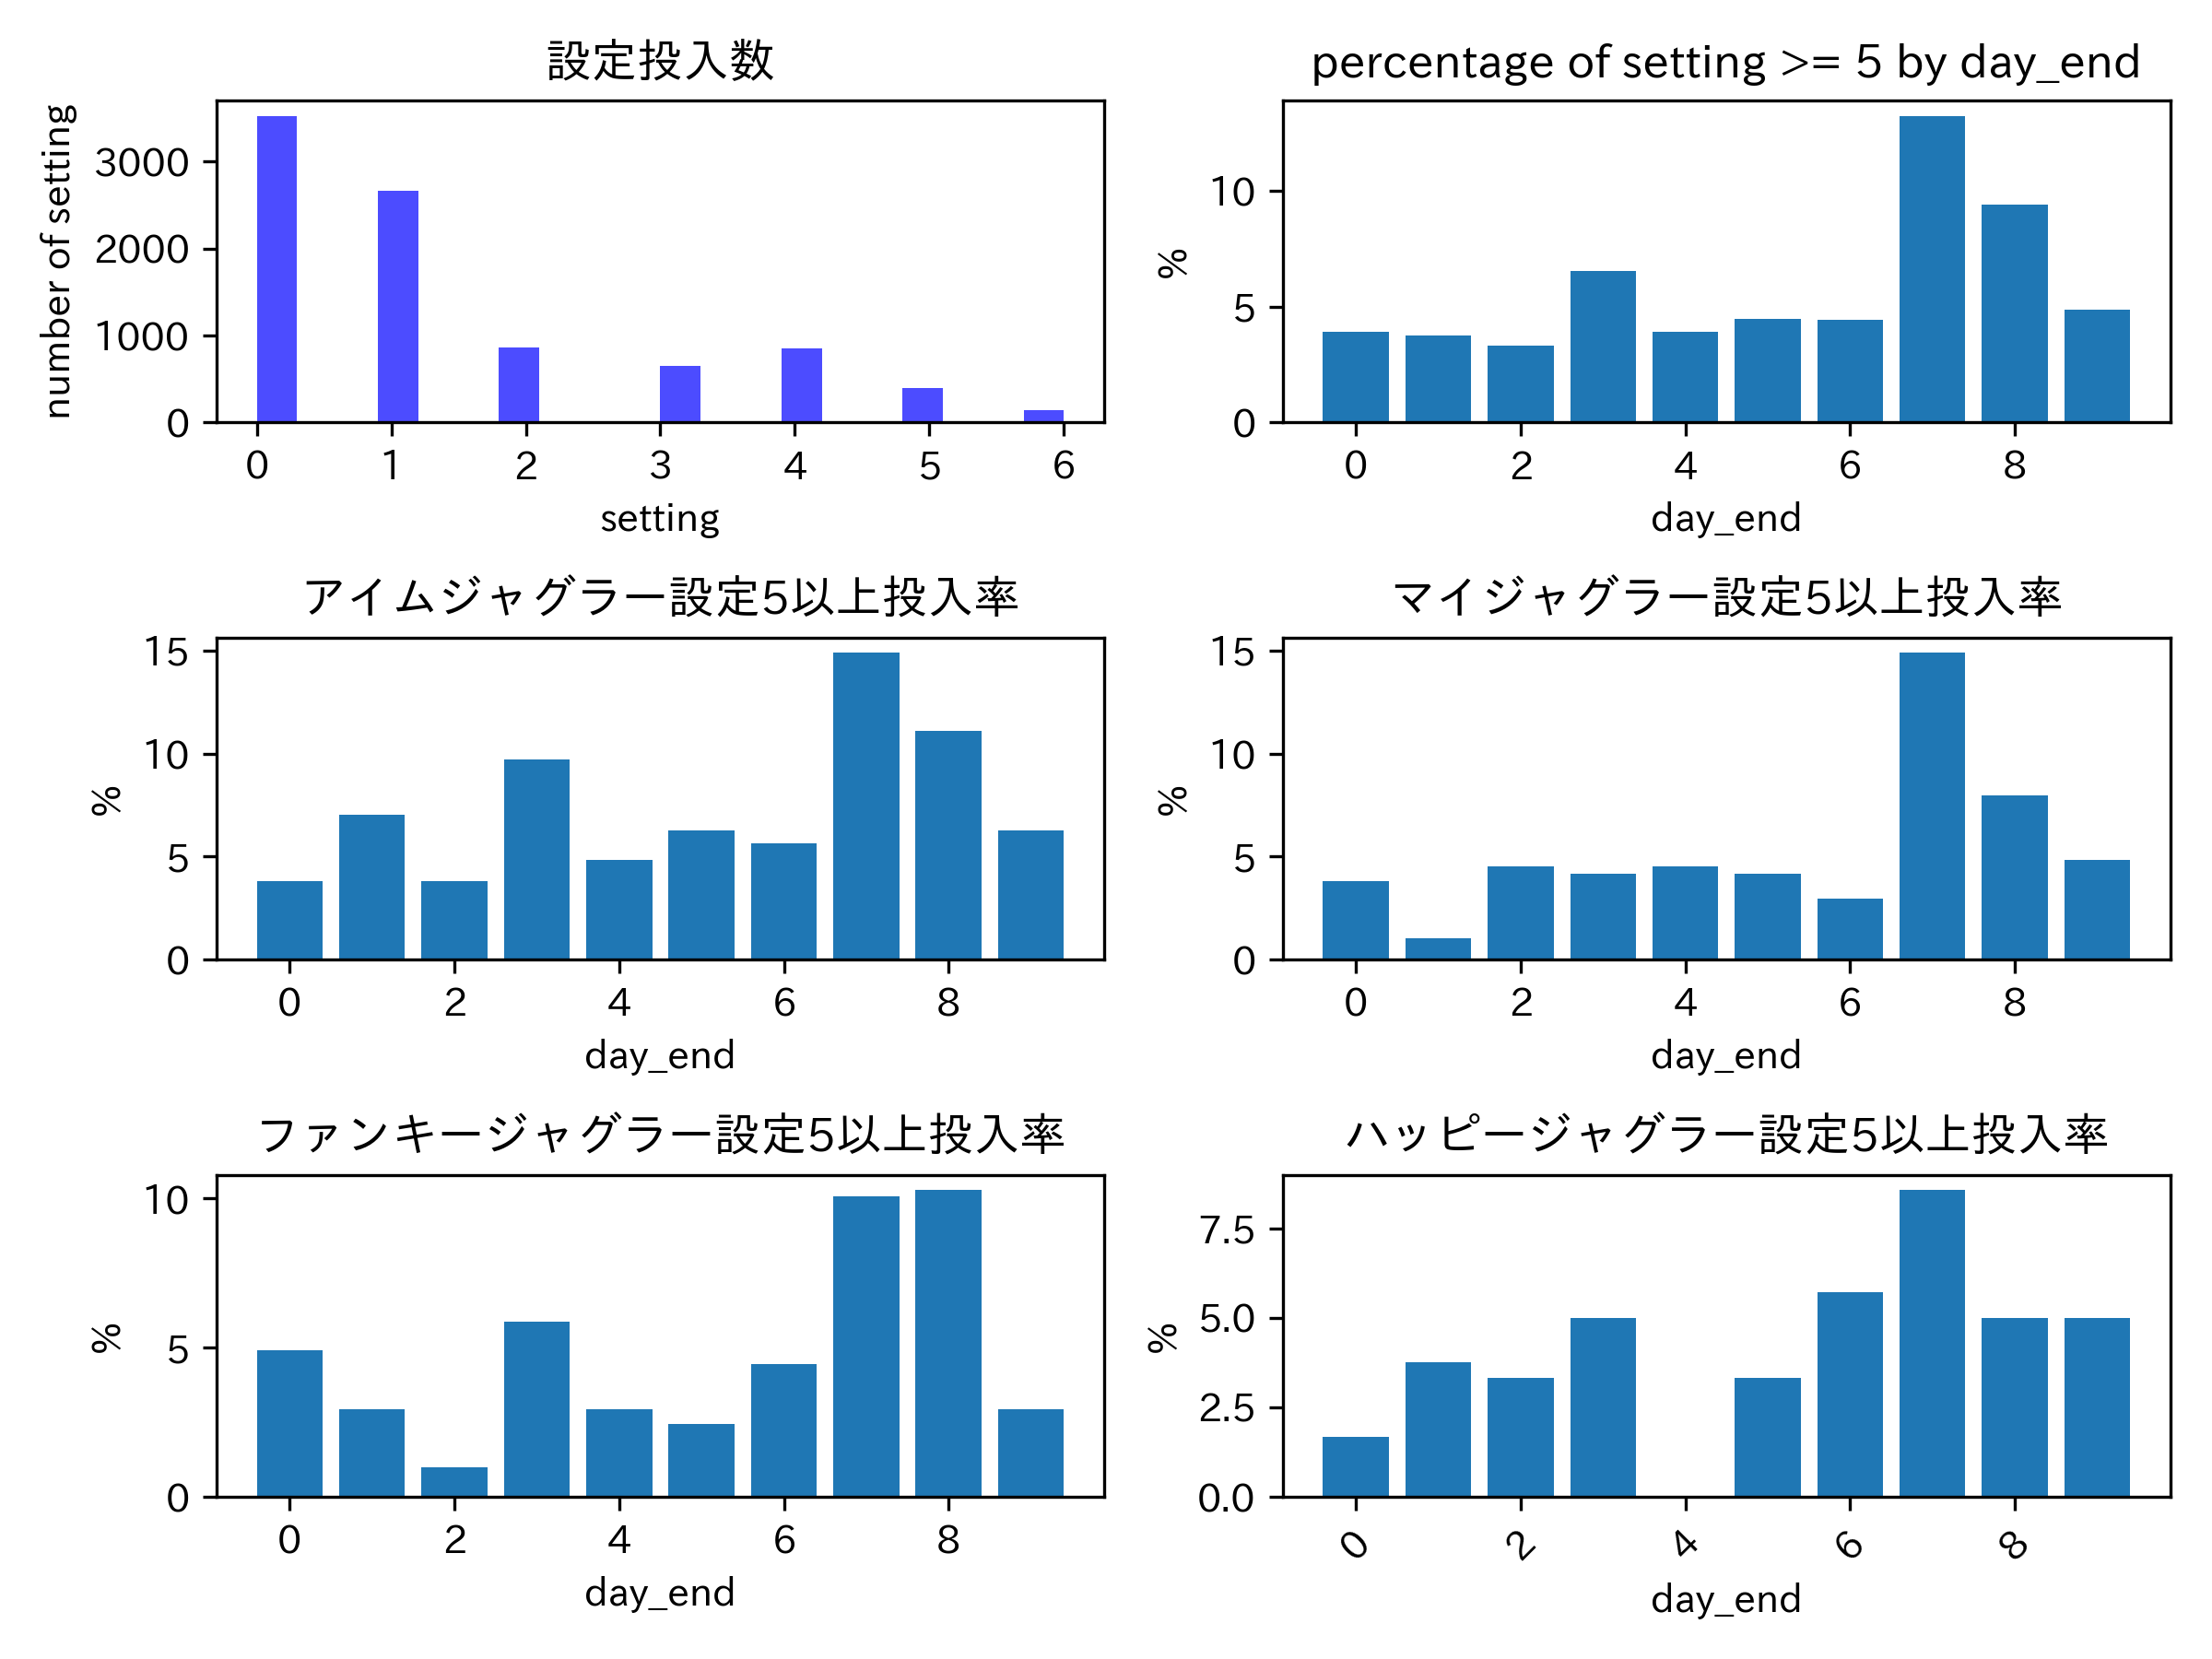 設定投入数
number of setting
3000
2000
1000
0
0 1 2 3 4 5 6
setting
percentage of setting >= 5 by day_end
%
10
5
0
0 2 4 6 8
day_end
アイムジャグラー設定5以上投入率
%
15
10
5
0
0 2 4 6 8
day_end
マイジャグラー設定5以上投入率
%
15
10
5
0
0 2 4 6 8
day_end
ファンキージャグラー設定5以上投入率
%
10
5
0
0 2 4 6 8
day_end
ハッピージャグラー設定5以上投入率
%
7.5
5.0
2.5
0.0
0 2 4 6 8
day_end